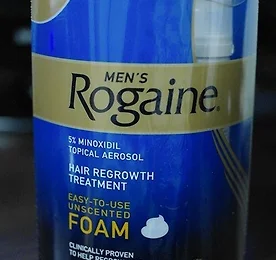 MEN'S
Rogaine®
5% MINOXIDIL
TOPICAL AEROSOL
HAIR REGROWTH
TREATMENT
EASY-TO-USE
UNSCENTED
FOAM
CLINICALLY PROVEN
TO HELP